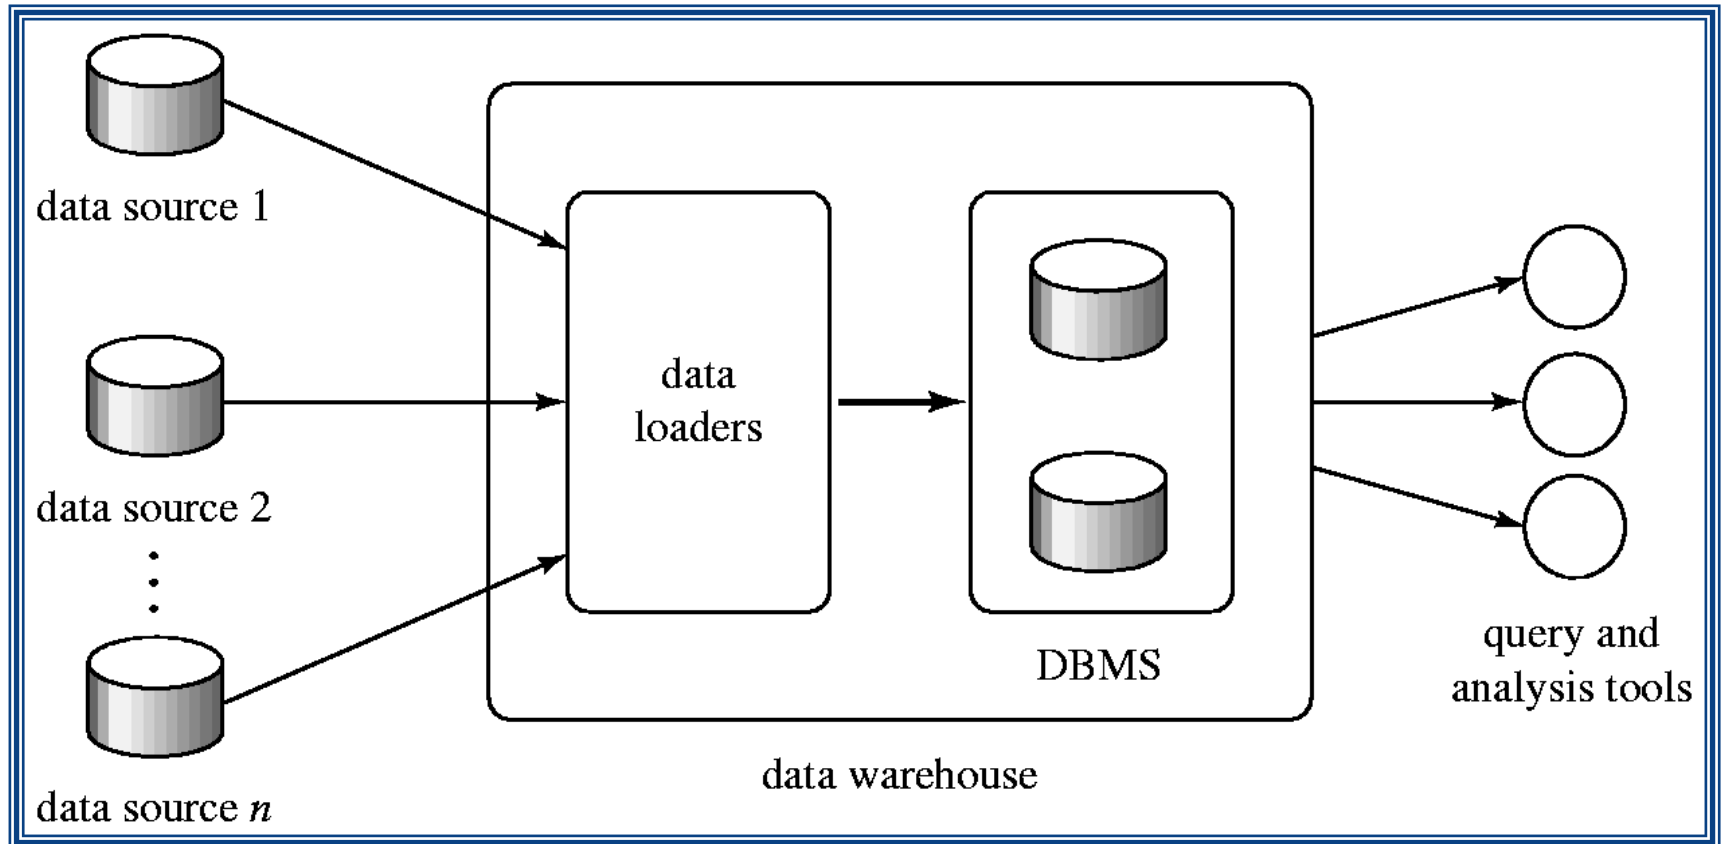 data source 1
data source 2
data source n
data
loaders
DBMS
data warehouse
query and
analysis tools